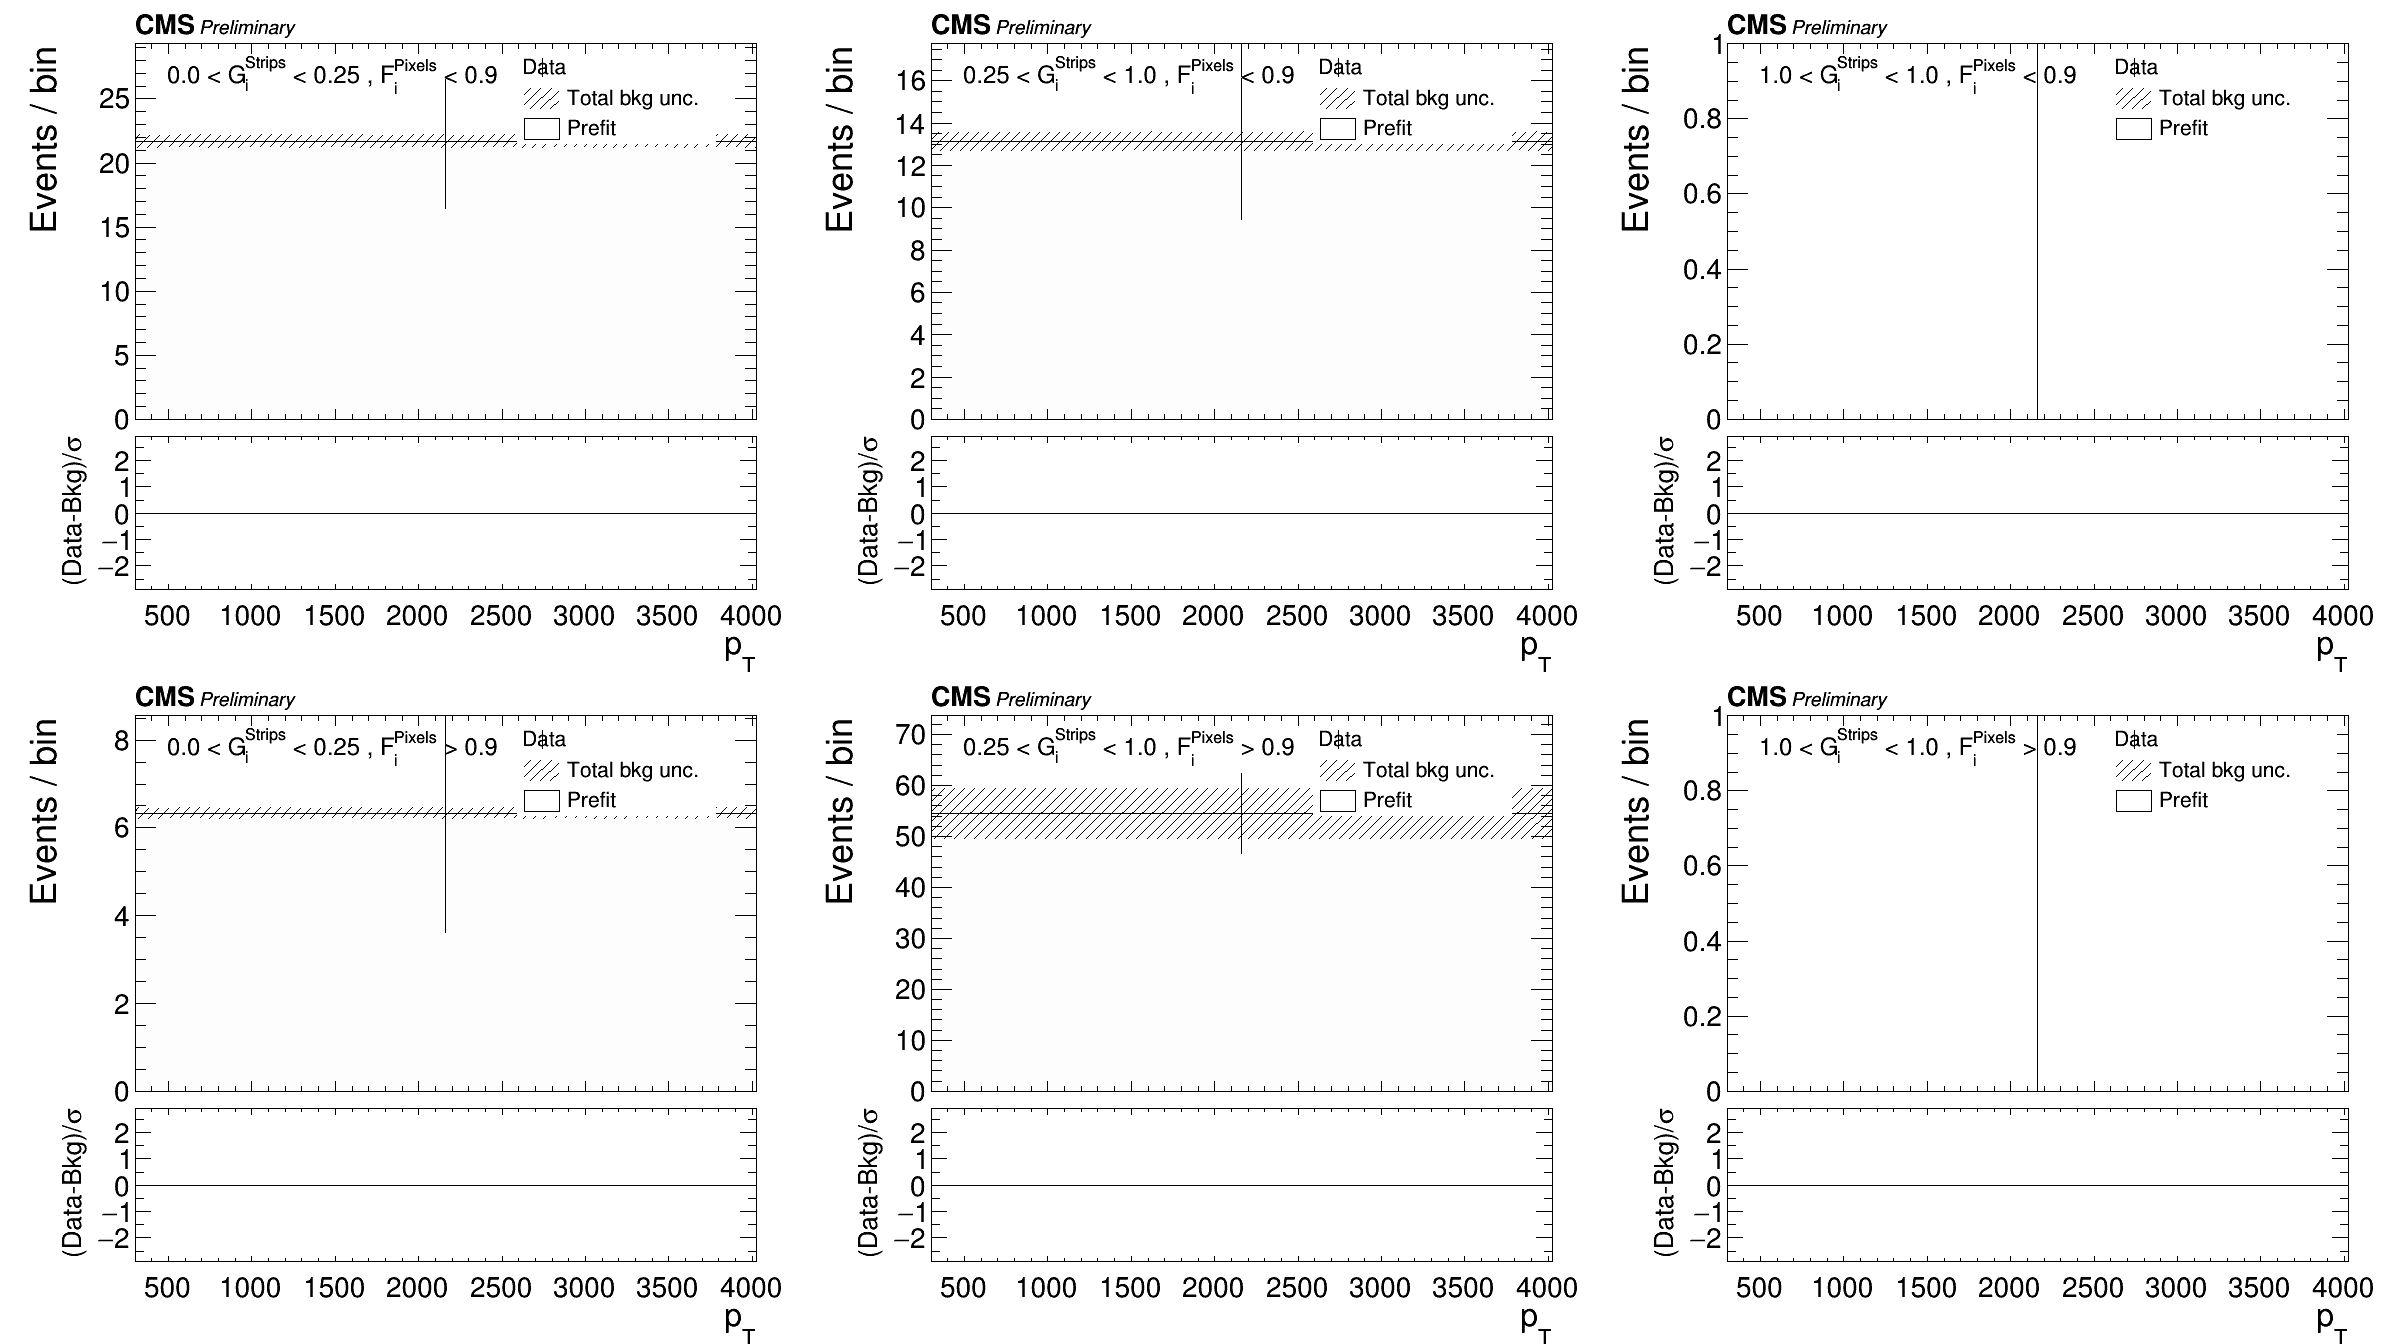 CMS Preliminary
Events / bin
0.0 < G_i^Strips < 0.25 , F_i^Pixels < 0.9
Data
Total bkg unc.
Prefit
25
20
15
10
5
0
(Data-Bkg)/σ
2
1
0
−1
−2
500 1000 1500 2000 2500 3000 3500 4000
p_T
CMS Preliminary
Events / bin
0.25 < G_i^Strips < 1.0 , F_i^Pixels < 0.9
Data
Total bkg unc.
Prefit
16
14
12
10
8
6
4
2
0
(Data-Bkg)/σ
2
1
0
−1
−2
500 1000 1500 2000 2500 3000 3500 4000
p_T
CMS Preliminary
Events / bin
1.0 < G_i^Strips < 1.0 , F_i^Pixels < 0.9
Data
Total bkg unc.
Prefit
1
0.8
0.6
0.4
0.2
0
(Data-Bkg)/σ
2
1
0
−1
−2
500 1000 1500 2000 2500 3000 3500 4000
p_T
CMS Preliminary
Events / bin
0.0 < G_i^Strips < 0.25 , F_i^Pixels > 0.9
Data
Total bkg unc.
Prefit
8
6
4
2
0
(Data-Bkg)/σ
2
1
0
−1
−2
500 1000 1500 2000 2500 3000 3500 4000
p_T
CMS Preliminary
Events / bin
0.25 < G_i^Strips < 1.0 , F_i^Pixels > 0.9
Data
Total bkg unc.
Prefit
70
60
50
40
30
20
10
0
(Data-Bkg)/σ
2
1
0
−1
−2
500 1000 1500 2000 2500 3000 3500 4000
p_T
CMS Preliminary
Events / bin
1.0 < G_i^Strips < 1.0 , F_i^Pixels > 0.9
Data
Total bkg unc.
Prefit
1
0.8
0.6
0.4
0.2
0
(Data-Bkg)/σ
2
1
0
−1
−2
500 1000 1500 2000 2500 3000 3500 4000
p_T